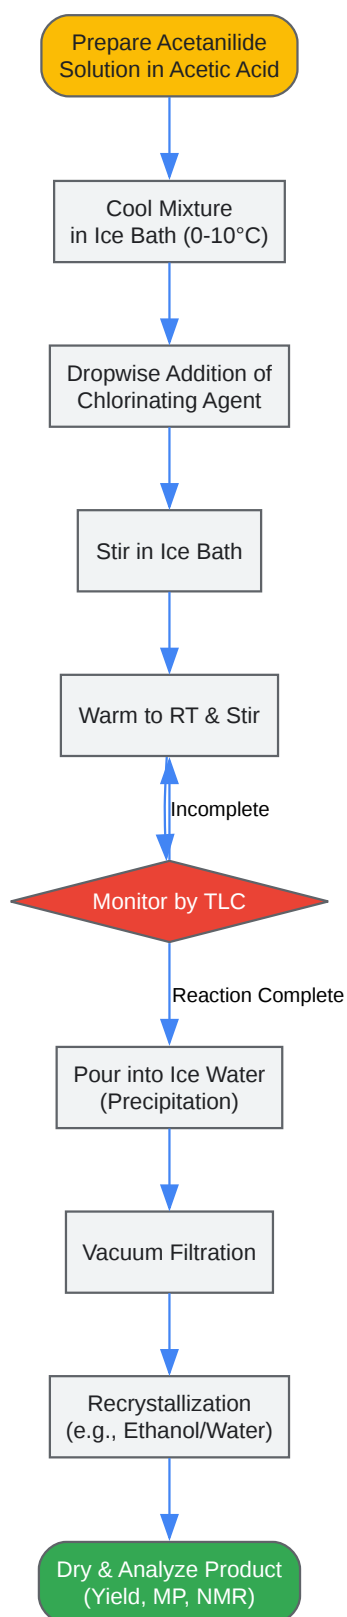 Prepare Acetanilide
Solution in Acetic Acid
Cool Mixture
in Ice Bath (0-10°C)
Dropwise Addition of
Chlorinating Agent
Stir in Ice Bath
Warm to RT & Stir
Incomplete
Monitor by TLC
Reaction Complete
Pour into Ice Water
(Precipitation)
Vacuum Filtration
Recrystallization
(e.g., Ethanol/Water)
Dry & Analyze Product
(Yield, MP, NMR)